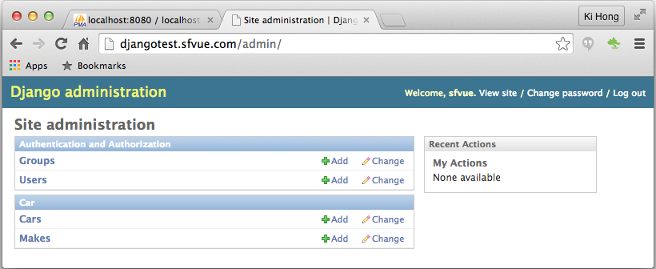 localhost:8080 / localhost
Site administration | Djang
Ki Hong
djangotest.sfvue.com/admin/
Apps Bookmarks
Django administration
Welcome, sfvue. View site / Change password / Log out
Site administration
Authentication and Authorization
Groups Add Change
Users Add Change
Car
Cars Add Change
Makes Add Change
Recent Actions
My Actions
None available